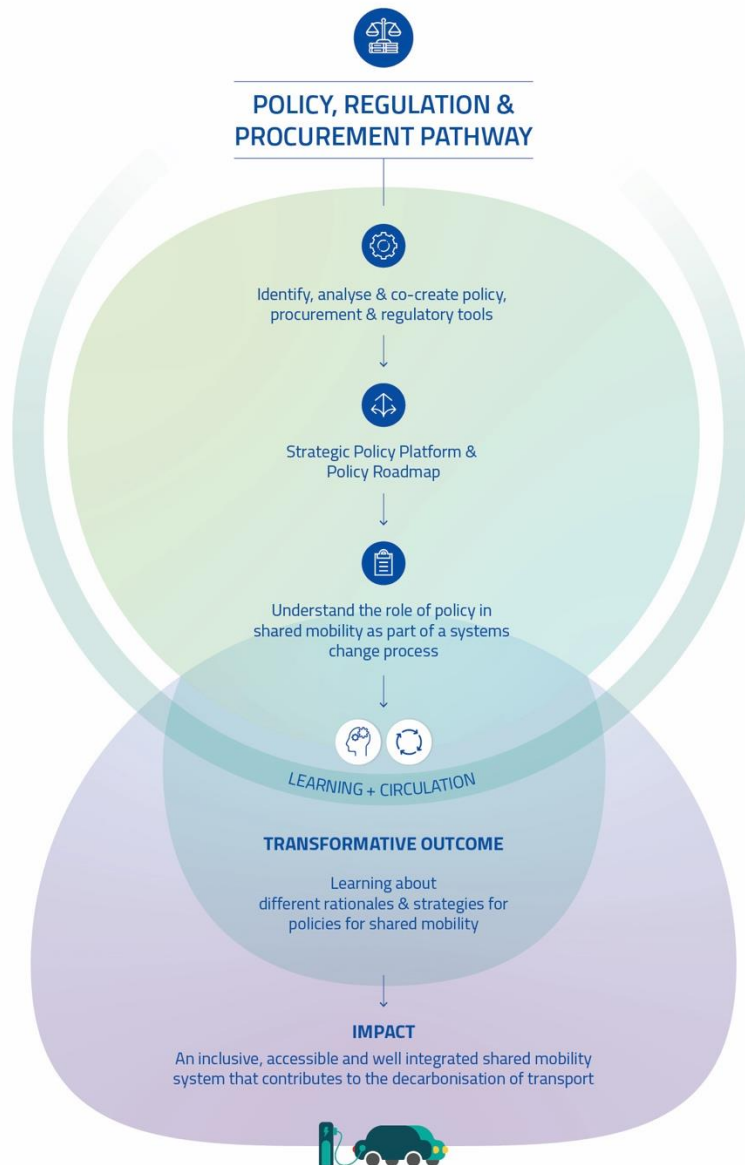 POLICY, REGULATION &
PROCUREMENT PATHWAY
Identify, analyse & co-create policy,
procurement & regulatory tools
Strategic Policy Platform &
Policy Roadmap
Understand the role of policy in
shared mobility as part of a systems
change process
LEARNING + CIRCULATION
TRANSFORMATIVE OUTCOME
Learning about
different rationales & strategies for
policies for shared mobility
IMPACT
An inclusive, accessible and well integrated shared mobility
system that contributes to the decarbonisation of transport